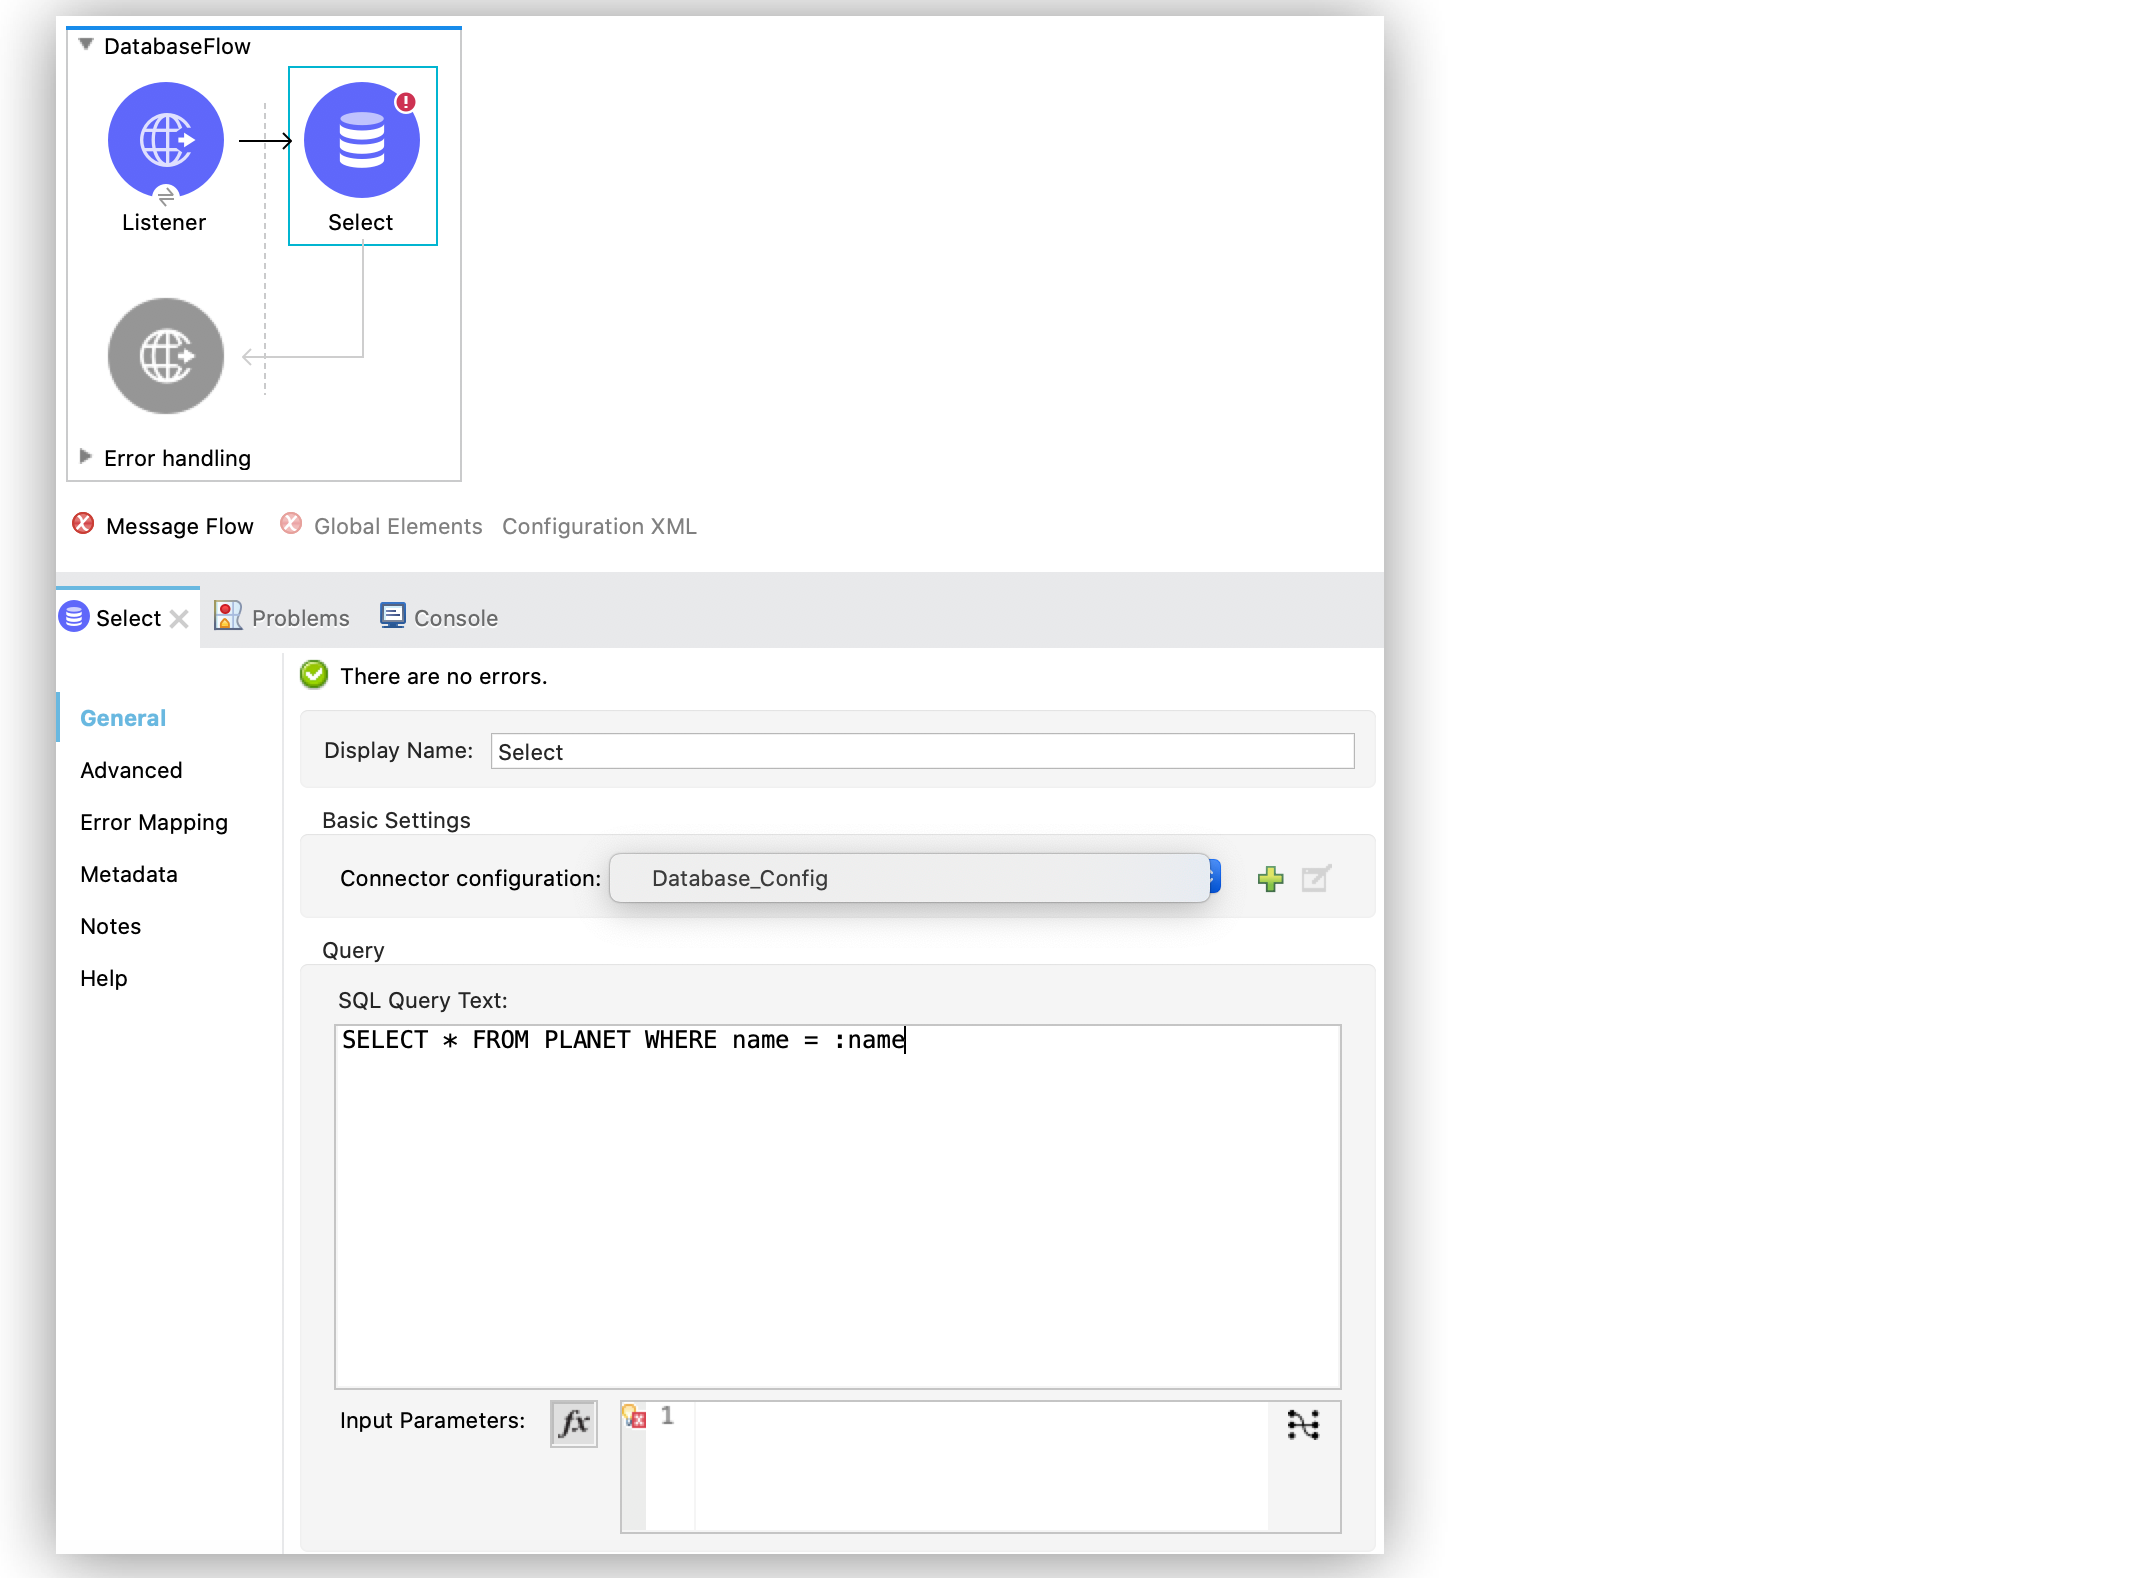 DatabaseFlow
Listener
Select
Error handling
Message Flow Global Elements Configuration XML
Select Problems Console
There are no errors.
General
Advanced
Error Mapping
Metadata
Notes
Help
Display Name: Select
Basic Settings
Connector configuration: Database_Config
Query
SQL Query Text:
SELECT * FROM PLANET WHERE name = :name
Input Parameters: fx 1